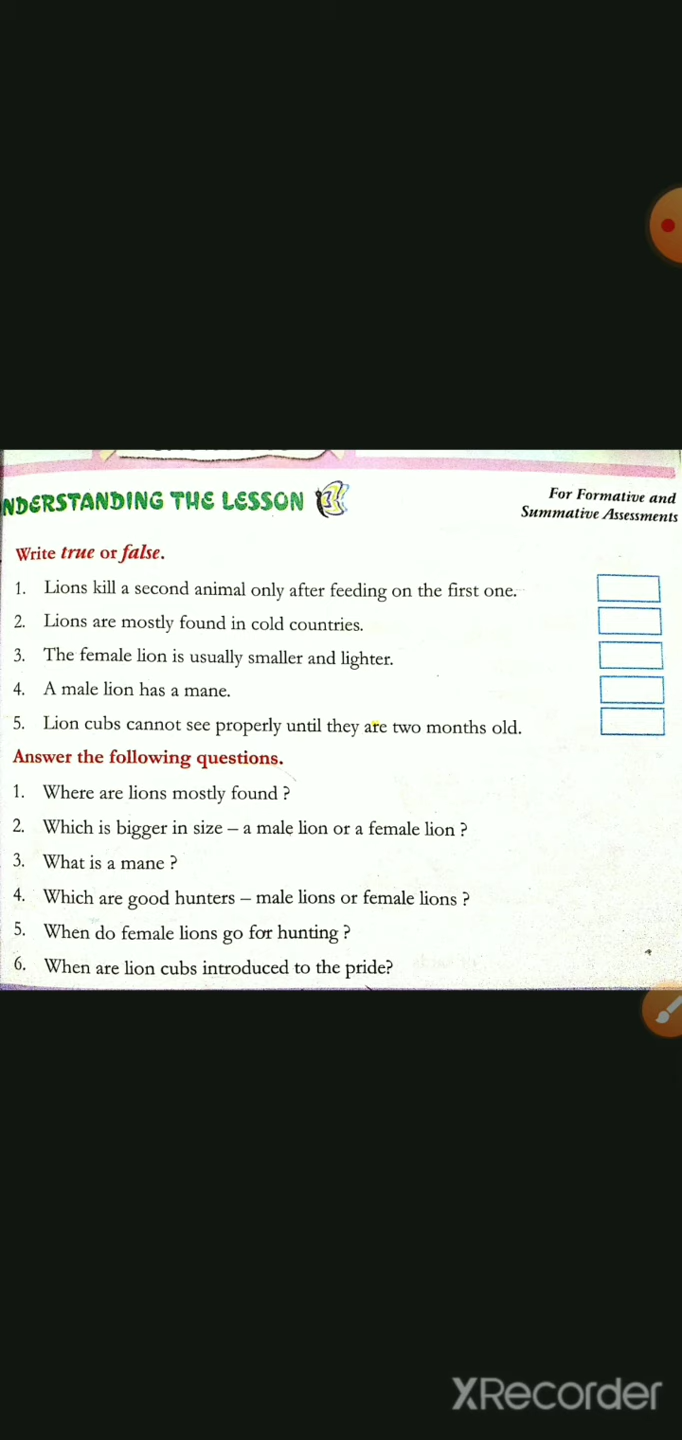 NDERSTANDING THE LESSON
For Formative and
Summative Assessments
Write true or false.
1. Lions kill a second animal only after feeding on the first one.
2. Lions are mostly found in cold countries.
3. The female lion is usually smaller and lighter.
4. A male lion has a mane.
5. Lion cubs cannot see properly until they are two months old.
Answer the following questions.
1. Where are lions mostly found ?
2. Which is bigger in size – a male lion or a female lion ?
3. What is a mane ?
4. Which are good hunters – male lions or female lions ?
5. When do female lions go for hunting ?
6. When are lion cubs introduced to the pride?
XRecorder